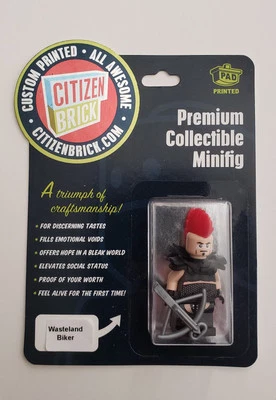 CUSTOM PRINTED • ALL AWESOME •
CITIZEN
BRICK
CITIZENBRICK.COM •
PAD
PRINTED
Premium
Collectible
Minifig
A triumph of
craftsmanship!
• FOR DISCERNING TASTES
• FILLS EMOTIONAL VOIDS
• OFFERS HOPE IN A BLEAK WORLD
• ELEVATES SOCIAL STATUS
• PROOF OF YOUR WORTH
• FEEL ALIVE FOR THE FIRST TIME!
Wasteland
Biker